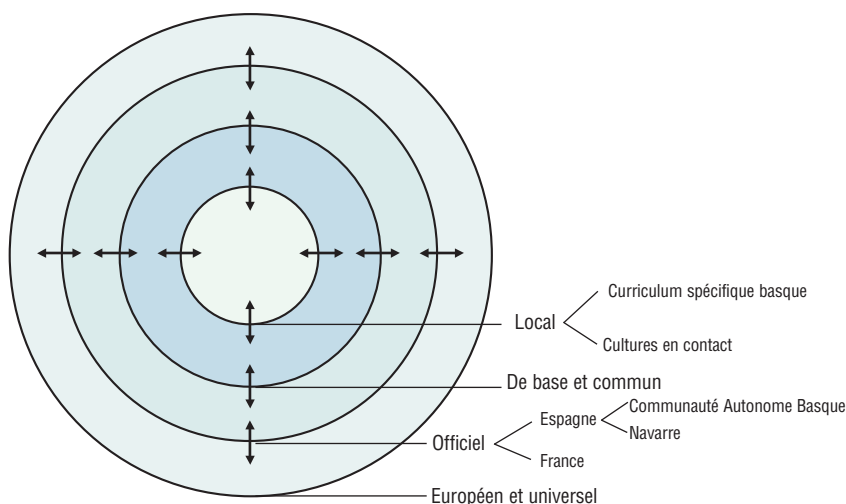 Curriculum spécifique basque
Local
Cultures en contact
De base et commun
Communauté Autonome Basque
Espagne
Navarre
Officiel
France
Européen et universel